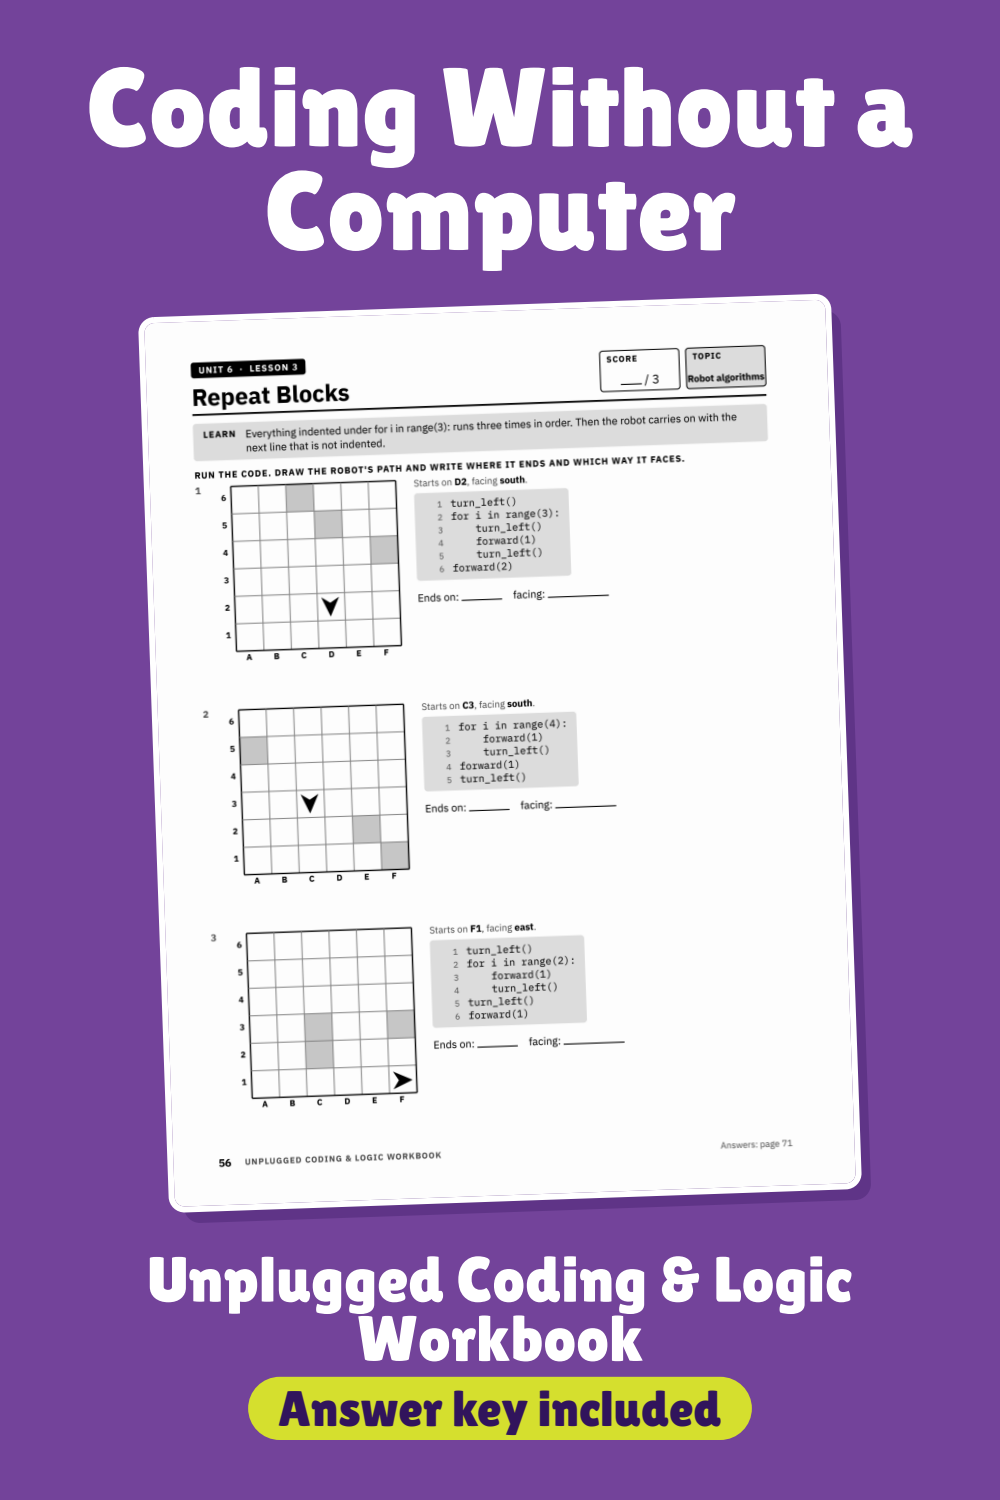 Coding Without a
Computer
UNIT 6 · LESSON 3
Repeat Blocks
SCORE
___ / 3
TOPIC
Robot algorithms
LEARN Everything indented under for i in range(3): runs three times in order. Then the robot carries on with the
next line that is not indented.
RUN THE CODE. DRAW THE ROBOT'S PATH AND WRITE WHERE IT ENDS AND WHICH WAY IT FACES.
1
6
5
4
3
2
1
A B C D E F
Starts on D2, facing south.
1 turn_left()
2 for i in range(3):
3     turn_left()
4     forward(1)
5     turn_left()
6 forward(2)
Ends on: ______ facing: ______
2
6
5
4
3
2
1
A B C D E F
Starts on C3, facing south.
1 for i in range(4):
2     forward(1)
3     turn_left()
4 forward(1)
5 turn_left()
Ends on: ______ facing: ______
3
6
5
4
3
2
1
A B C D E F
Starts on F1, facing east.
1 turn_left()
2 for i in range(2):
3     forward(1)
4     turn_left()
5 turn_left()
6 forward(1)
Ends on: ______ facing: ______
56 UNPLUGGED CODING & LOGIC WORKBOOK
Answers: page 71
Unplugged Coding & Logic
Workbook
Answer key included